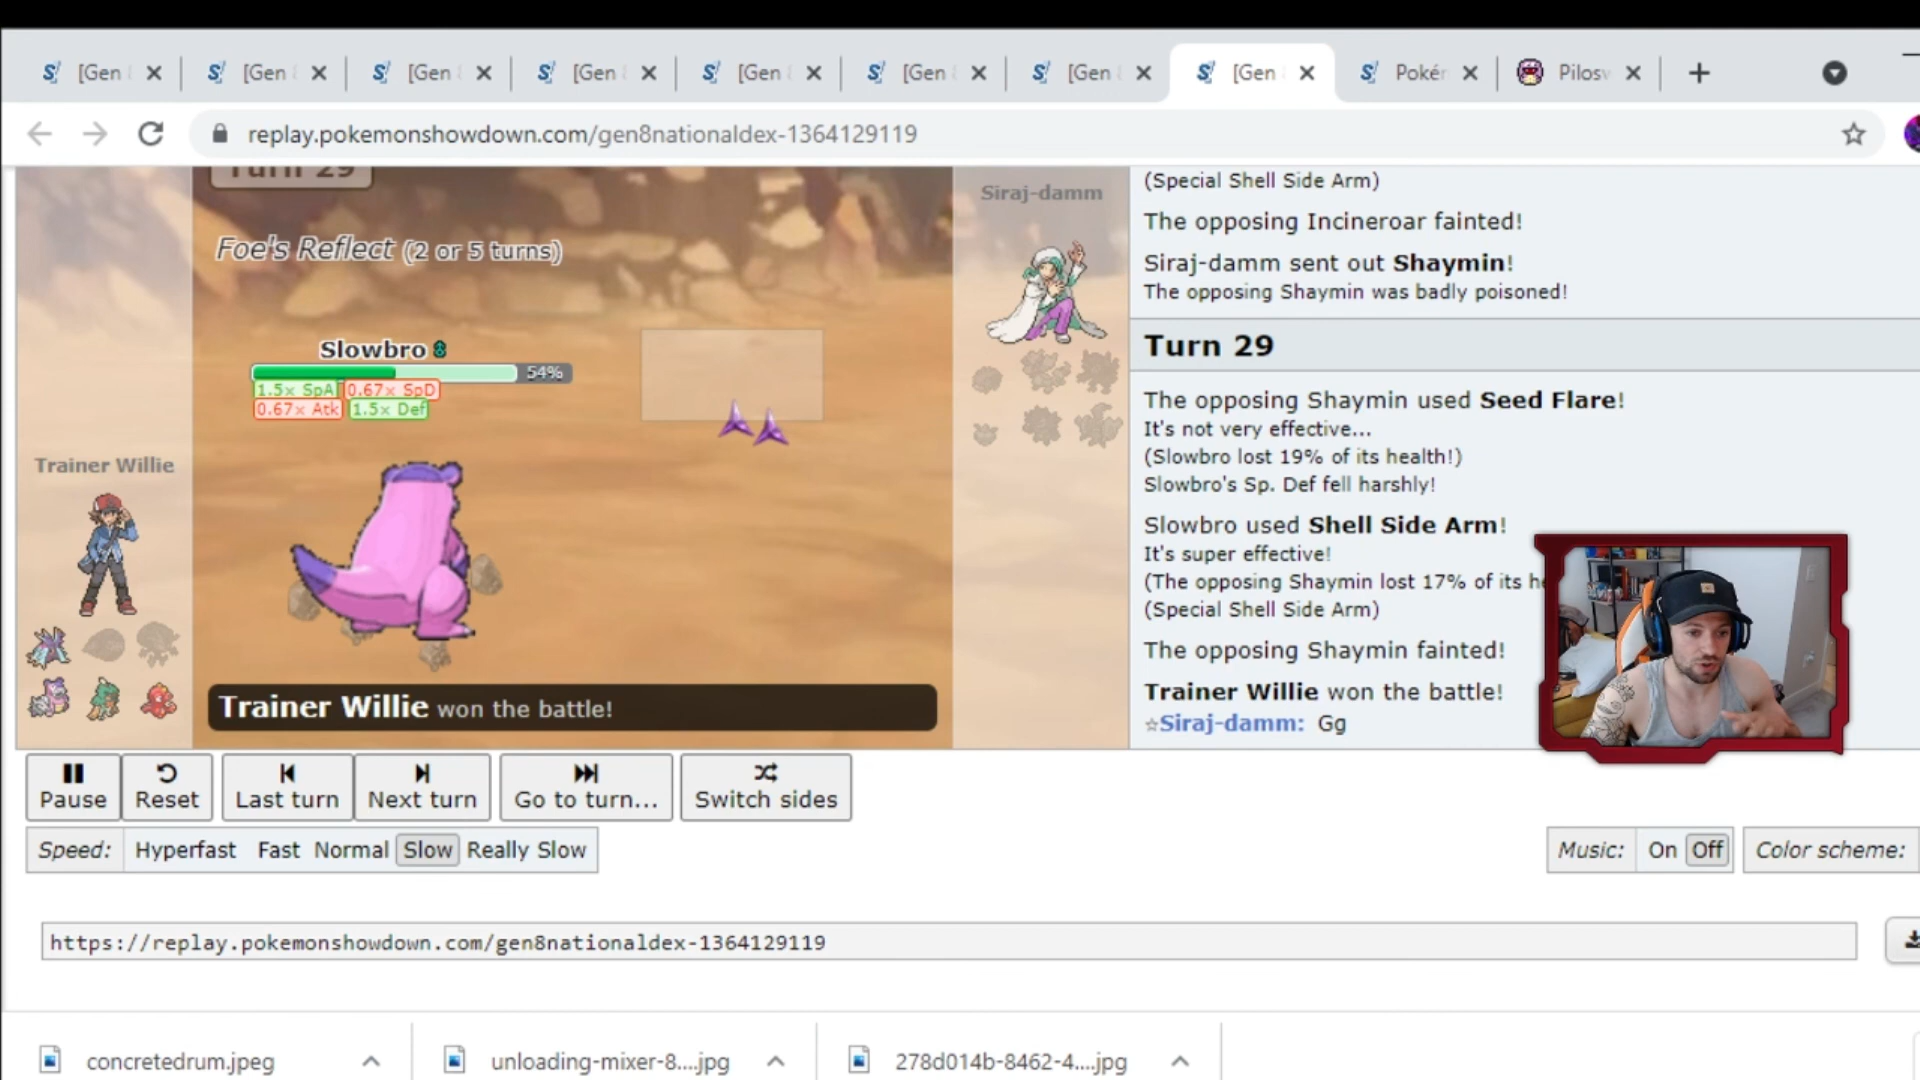 [Gen
[Gen
[Gen
[Gen
[Gen
[Gen
[Gen
[Gen
Pokér
Pilosw
replay.pokemonshowdown.com/gen8nationaldex-1364129119
Turn 29
Foe's Reflect (2 or 5 turns)
Slowbro
54%
1.5× SpA 0.67× SpD
0.67× Atk 1.5× Def
Trainer Willie
Siraj-damm
Trainer Willie won the battle!
(Special Shell Side Arm)
The opposing Incineroar fainted!
Siraj-damm sent out Shaymin!
The opposing Shaymin was badly poisoned!
Turn 29
The opposing Shaymin used Seed Flare!
It's not very effective...
(Slowbro lost 19% of its health!)
Slowbro's Sp. Def fell harshly!
Slowbro used Shell Side Arm!
It's super effective!
(The opposing Shaymin lost 17% of its he
(Special Shell Side Arm)
The opposing Shaymin fainted!
Trainer Willie won the battle!
☆Siraj-damm: Gg
Pause
Reset
Last turn
Next turn
Go to turn...
Switch sides
Speed: Hyperfast Fast Normal Slow Really Slow
Music: On Off
Color scheme:
https://replay.pokemonshowdown.com/gen8nationaldex-1364129119
concretedrum.jpeg
unloading-mixer-8....jpg
278d014b-8462-4....jpg